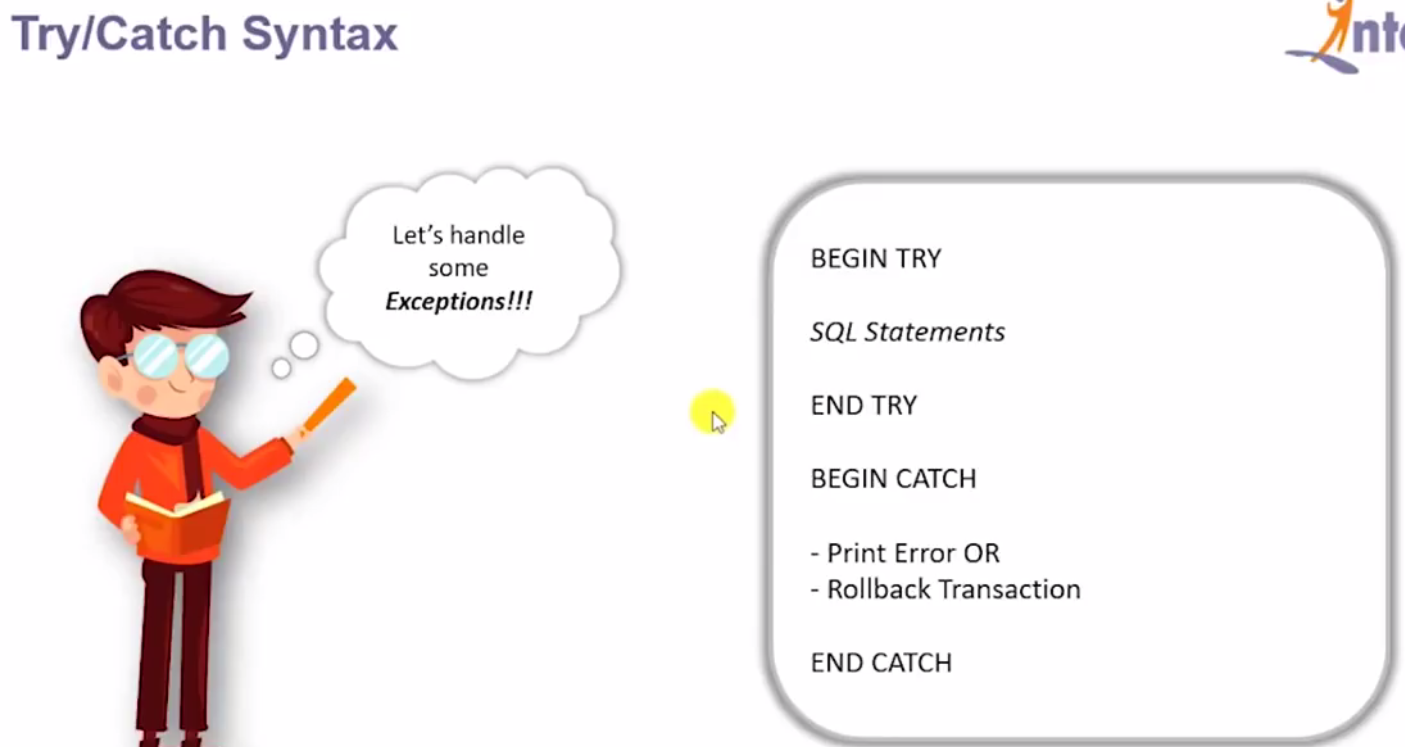 Try/Catch Syntax
Let's handle
some
Exceptions!!!
BEGIN TRY
SQL Statements
END TRY
BEGIN CATCH
- Print Error OR
- Rollback Transaction
END CATCH